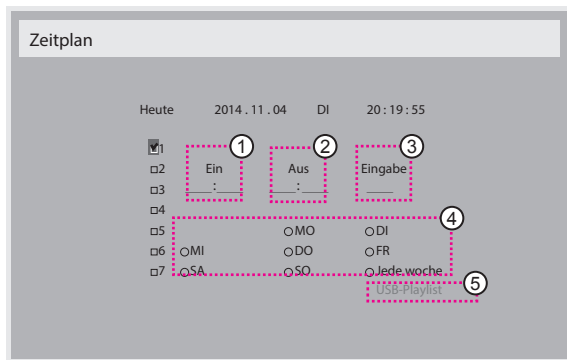 Zeitplan
Heute 2014 . 11 . 04 DI 20 : 19 : 55
1 ① ② ③
2 Ein Aus Eingabe
3 ___:___ ___:___ ____
4 ④
5 MO DI
6 MI DO FR
7 SA SO Jede woche
USB-Playlist ⑤